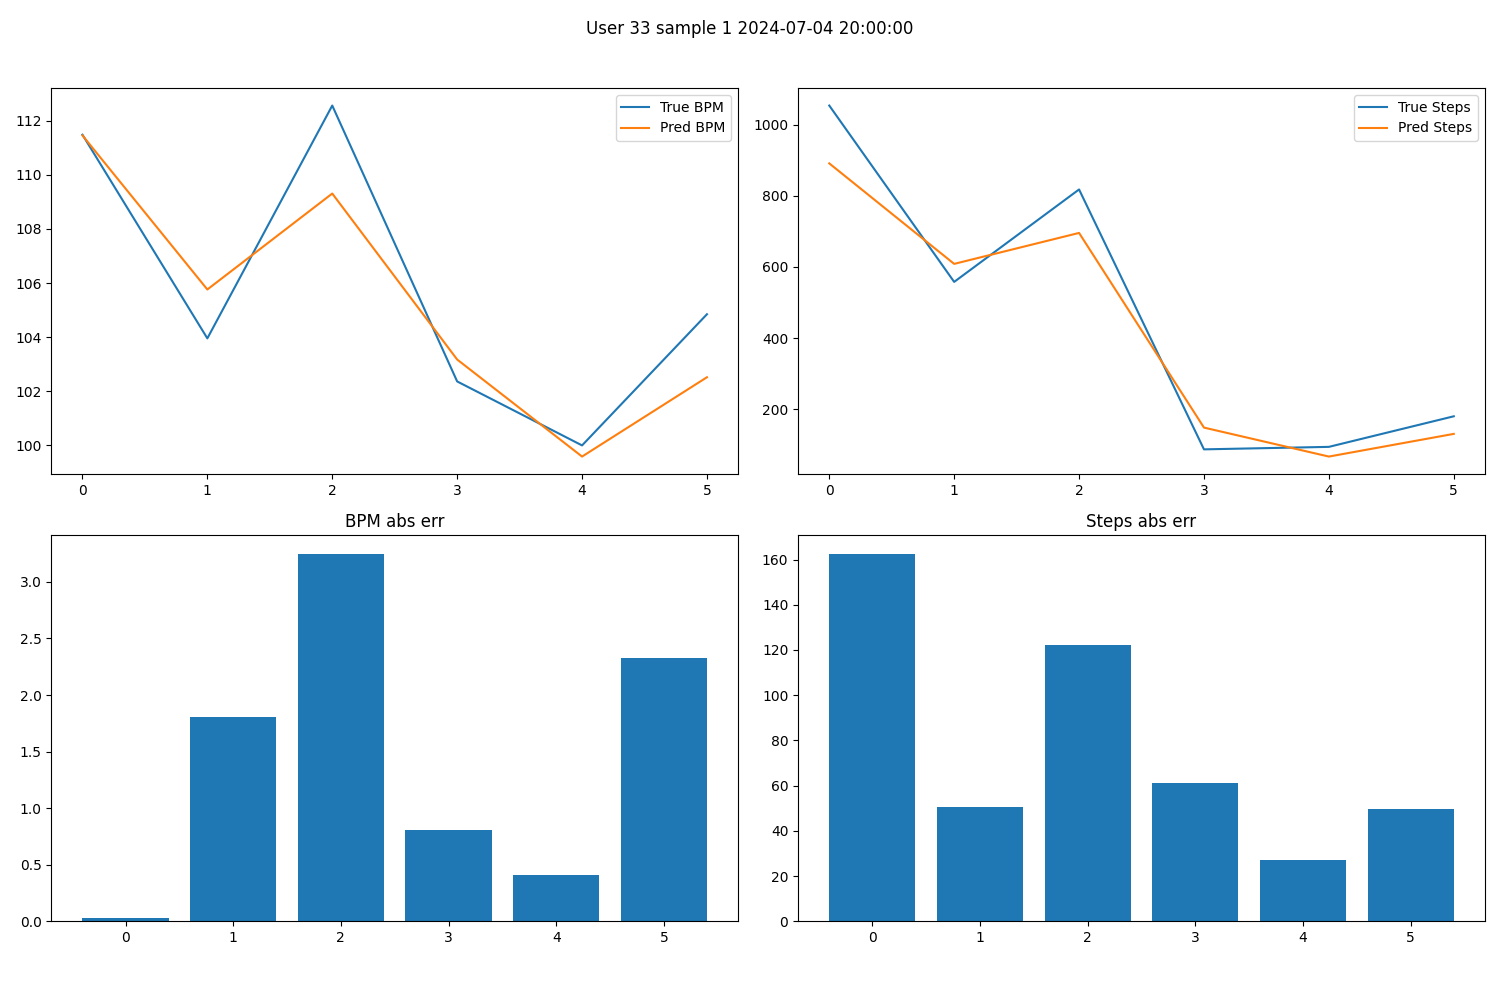 User 33 sample 1 2024-07-04 20:00:00
True BPM
Pred BPM
112
110
108
106
104
102
100
0 1 2 3 4 5
True Steps
Pred Steps
1000
800
600
400
200
0 1 2 3 4 5
BPM abs err
3.0
2.5
2.0
1.5
1.0
0.5
0.0
0 1 2 3 4 5
Steps abs err
160
140
120
100
80
60
40
20
0
0 1 2 3 4 5